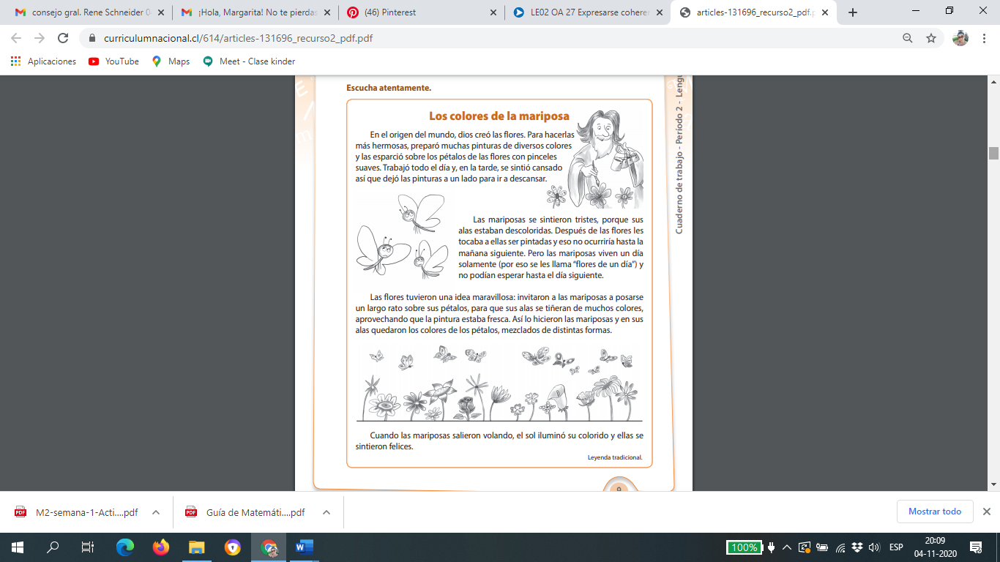 consejo gral. Rene Schneider 0
¡Hola, Margarita! No te pierdas
(46) Pinterest
LE02 OA 27 Expresarse coheren
articles-131696_recurso2_pdf.p
curriculumnacional.cl/614/articles-131696_recurso2_pdf.pdf
Aplicaciones
YouTube
Maps
Meet - Clase kinder
Escucha atentamente.
Los colores de la mariposa
En el origen del mundo, dios creó las flores. Para hacerlas
más hermosas, preparó muchas pinturas de diversos colores
y las esparció sobre los pétalos de las flores con pinceles
suaves. Trabajó todo el día y, en la tarde, se sintió cansado
así que dejó las pinturas a un lado para ir a descansar.
Las mariposas se sintieron tristes, porque sus
alas estaban descoloridas. Después de las flores les
tocaba a ellas ser pintadas y eso no ocurriría hasta la
mañana siguiente. Pero las mariposas viven un día
solamente (por eso se les llama “flores de un día”) y
no podían esperar hasta el día siguiente.
Las flores tuvieron una idea maravillosa: invitaron a las mariposas a posarse
un largo rato sobre sus pétalos, para que sus alas se tiñeran de muchos colores,
aprovechando que la pintura estaba fresca. Así lo hicieron las mariposas y en sus
alas quedaron los colores de los pétalos, mezclados de distintas formas.
Cuando las mariposas salieron volando, el sol iluminó su colorido y ellas se
sintieron felices.
Leyenda tradicional.
9
Cuaderno de trabajo - Período 2 - Lengu
M2-semana-1-Acti....pdf
Guía de Matemáti....pdf
Mostrar todo
100%
ESP
20:09
04-11-2020